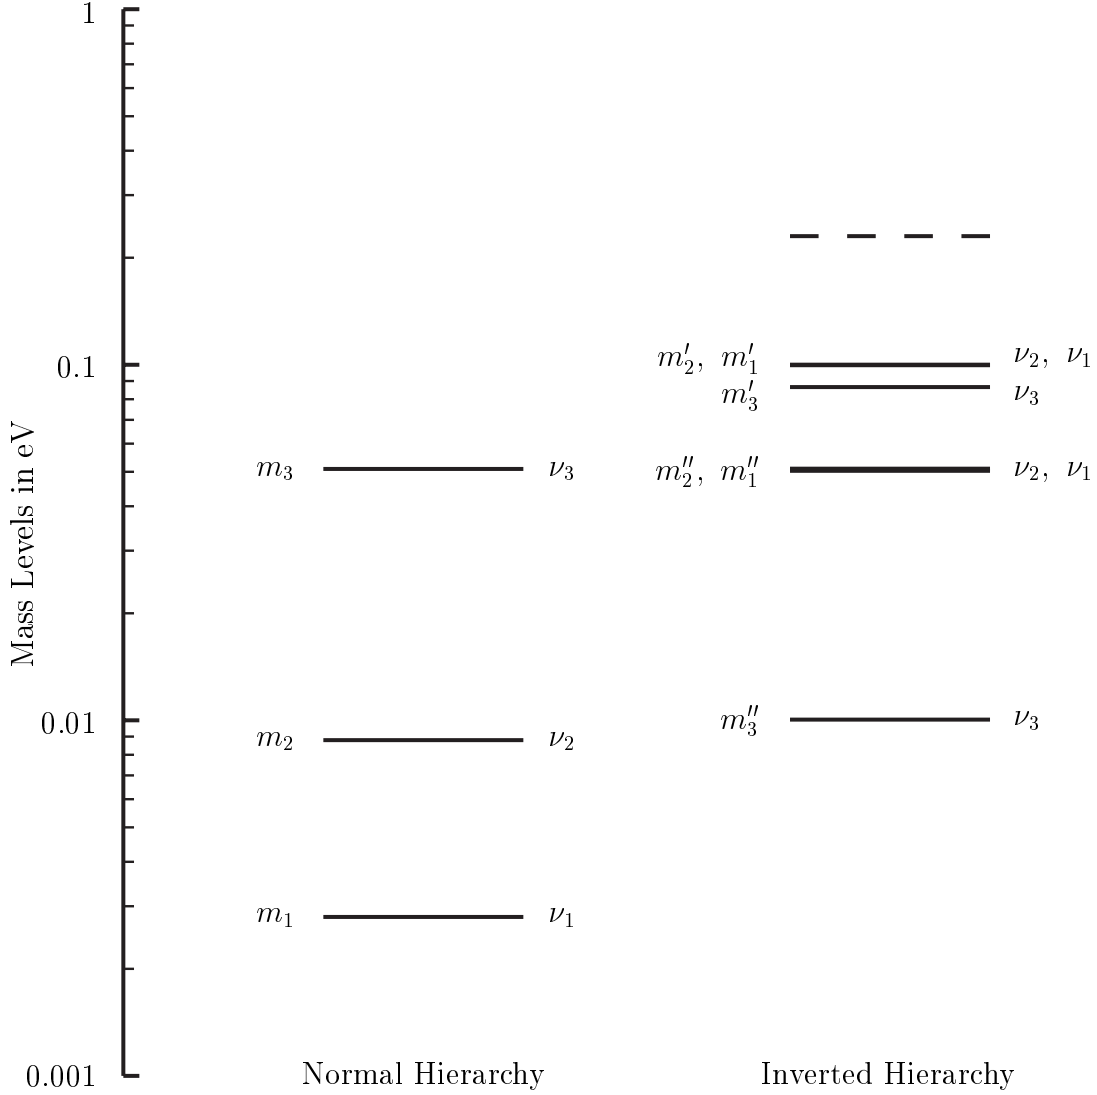 1
m′₂, m′₁ ν₂, ν₁
0.1
m′₃ ν₃
Mass Levels in eV
m₃ ν₃
m″₂, m″₁ ν₂, ν₁
0.01
m₂ ν₂
m″₃ ν₃
m₁ ν₁
0.001
Normal Hierarchy
Inverted Hierarchy